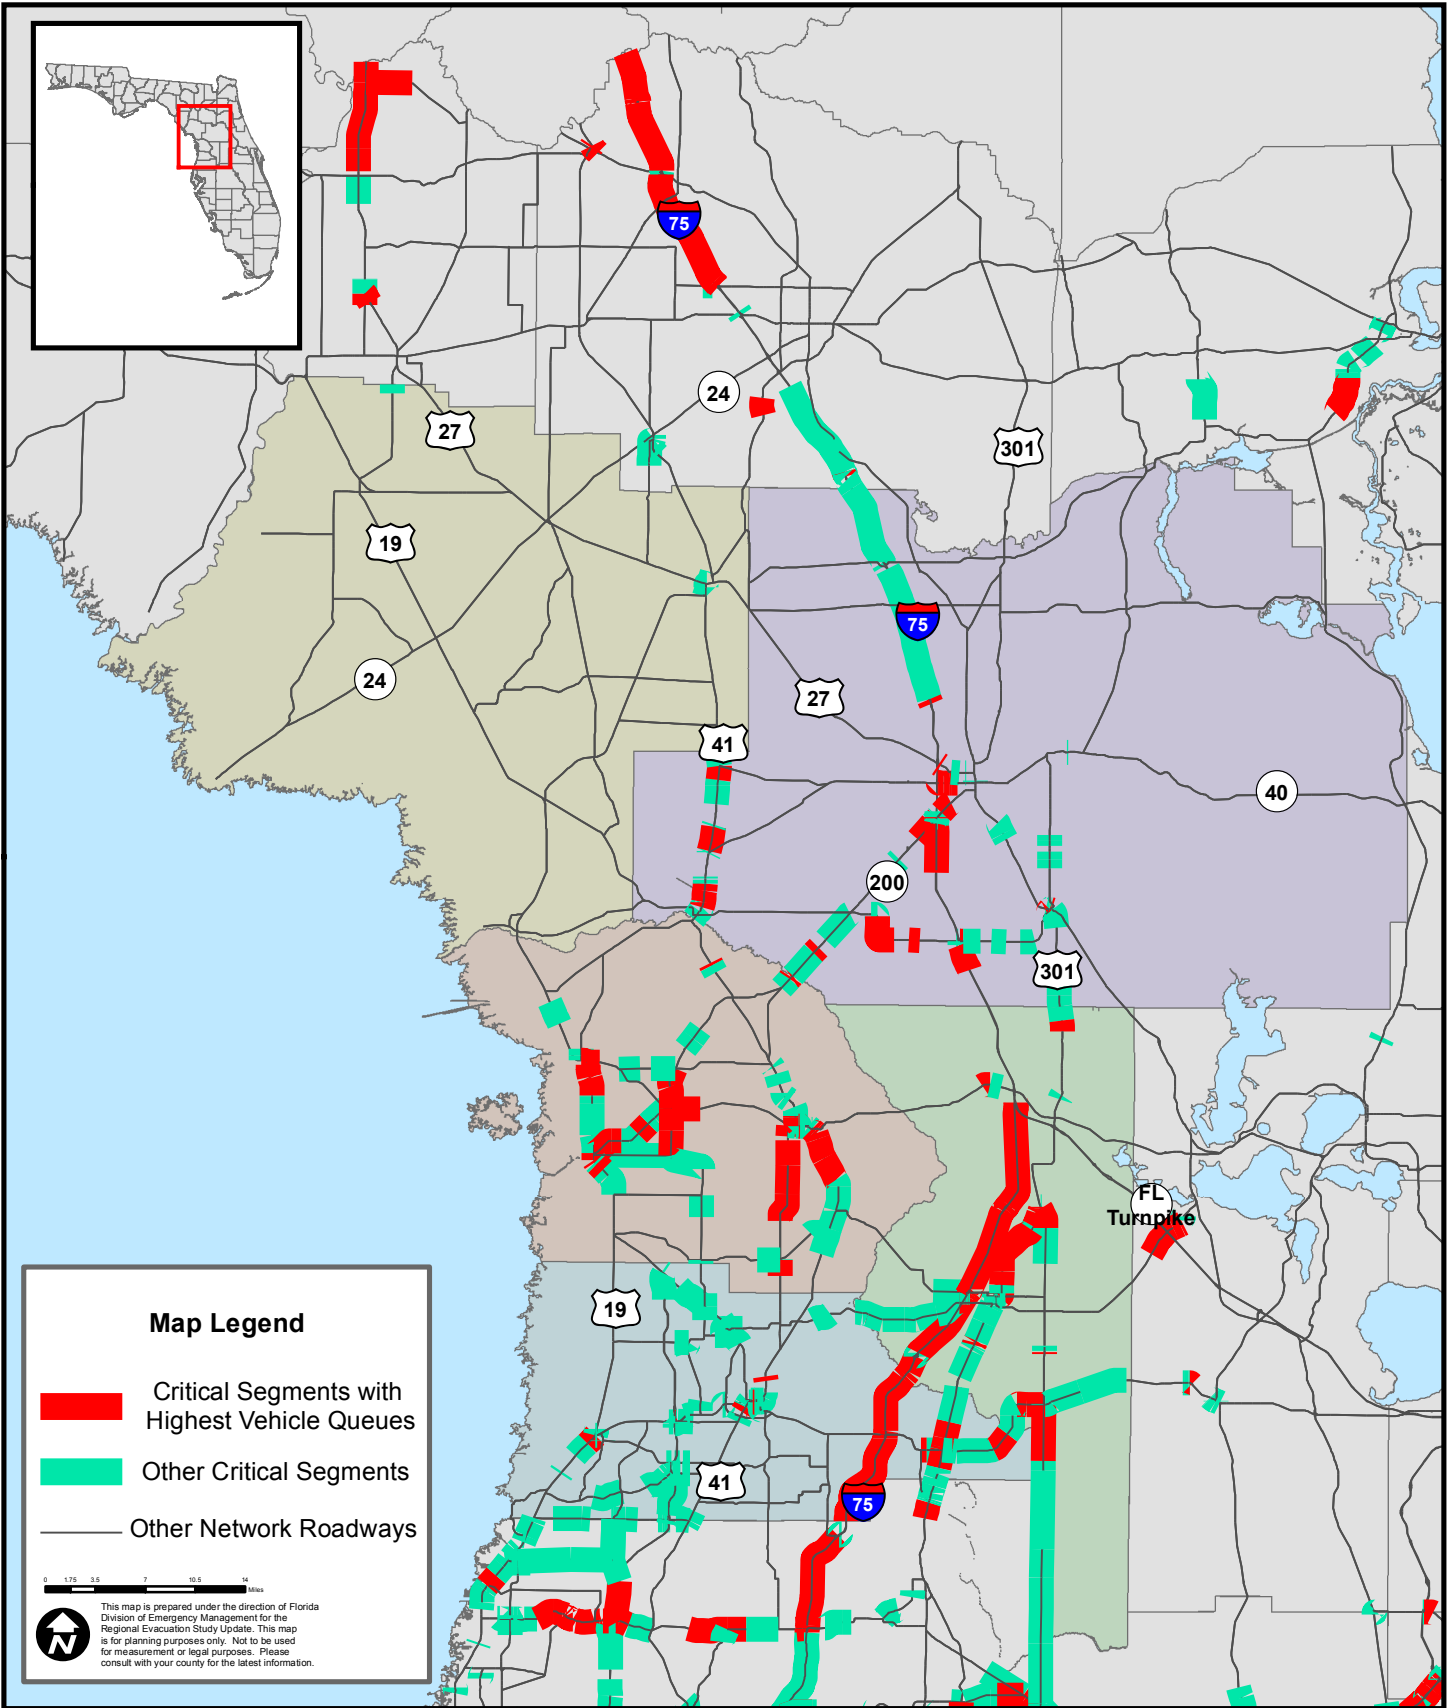 75
24
27
301
19
75
24
27
41
40
200
301
FL
Turnpike
19
41
75
Map Legend
Critical Segments with
Highest Vehicle Queues
Other Critical Segments
Other Network Roadways
0 1.75 3.5 7 10.5 14
Miles
This map is prepared under the direction of Florida
Division of Emergency Management for the
Regional Evacuation Study Update. This map
is for planning purposes only. Not to be used
for measurement or legal purposes. Please
consult with your county for the latest information.
N